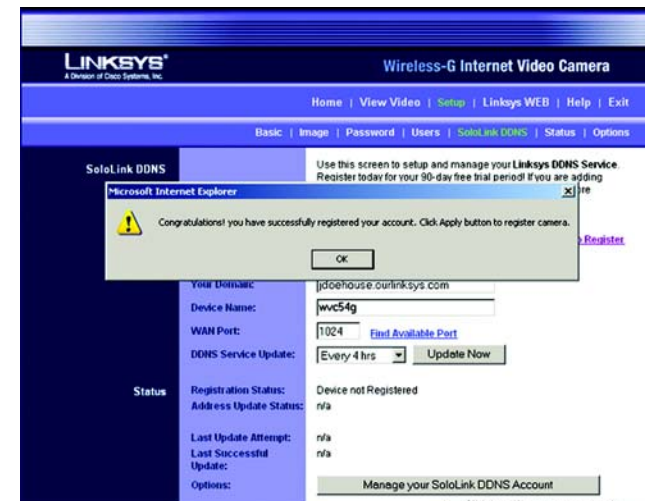 LINKSYS®
A Division of Cisco Systems, Inc.
Wireless-G Internet Video Camera
Home | View Video | Setup | Linksys WEB | Help | Exit
Basic | Image | Password | Users | SoloLink DDNS | Status | Options
SoloLink DDNS
Use this screen to setup and manage your Linksys DDNS Service.
Register today for your 90-day free trial period! If you are adding
Microsoft Internet Explorer
Congratulations! you have successfully registered your account. Click Apply button to register camera.
OK
Register
Your Domain:
jdoehouse.ourlinksys.com
Device Name:
wvc54g
WAN Port:
1024
Find Available Port
DDNS Service Update:
Every 4 hrs
Update Now
Status
Registration Status:
Device not Registered
Address Update Status:
n/a
Last Update Attempt:
n/a
Last Successful Update:
n/a
Options:
Manage your SoloLink DDNS Account